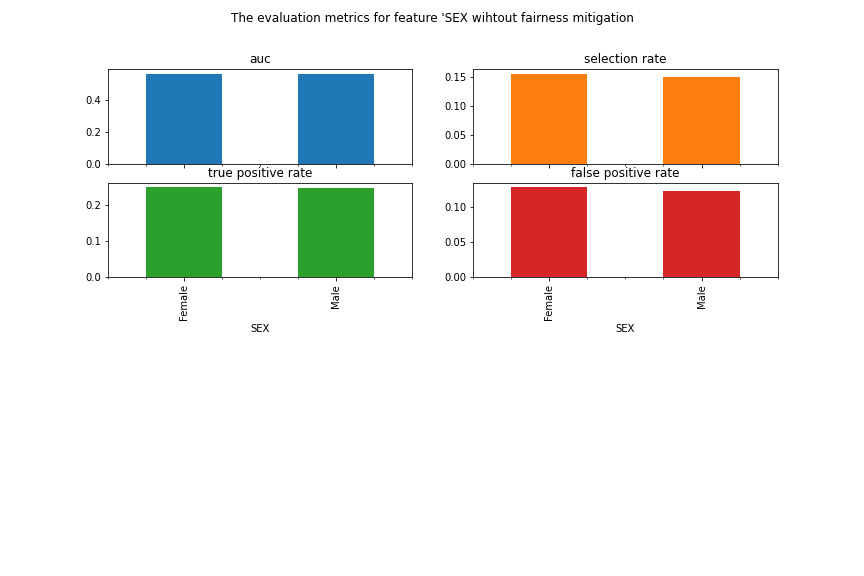 The evaluation metrics for feature 'SEX wihtout fairness mitigation
auc
0.4
0.2
0.0
selection rate
0.15
0.10
0.05
0.00
true positive rate
0.2
0.1
0.0
Female
Male
SEX
false positive rate
0.10
0.05
0.00
Female
Male
SEX